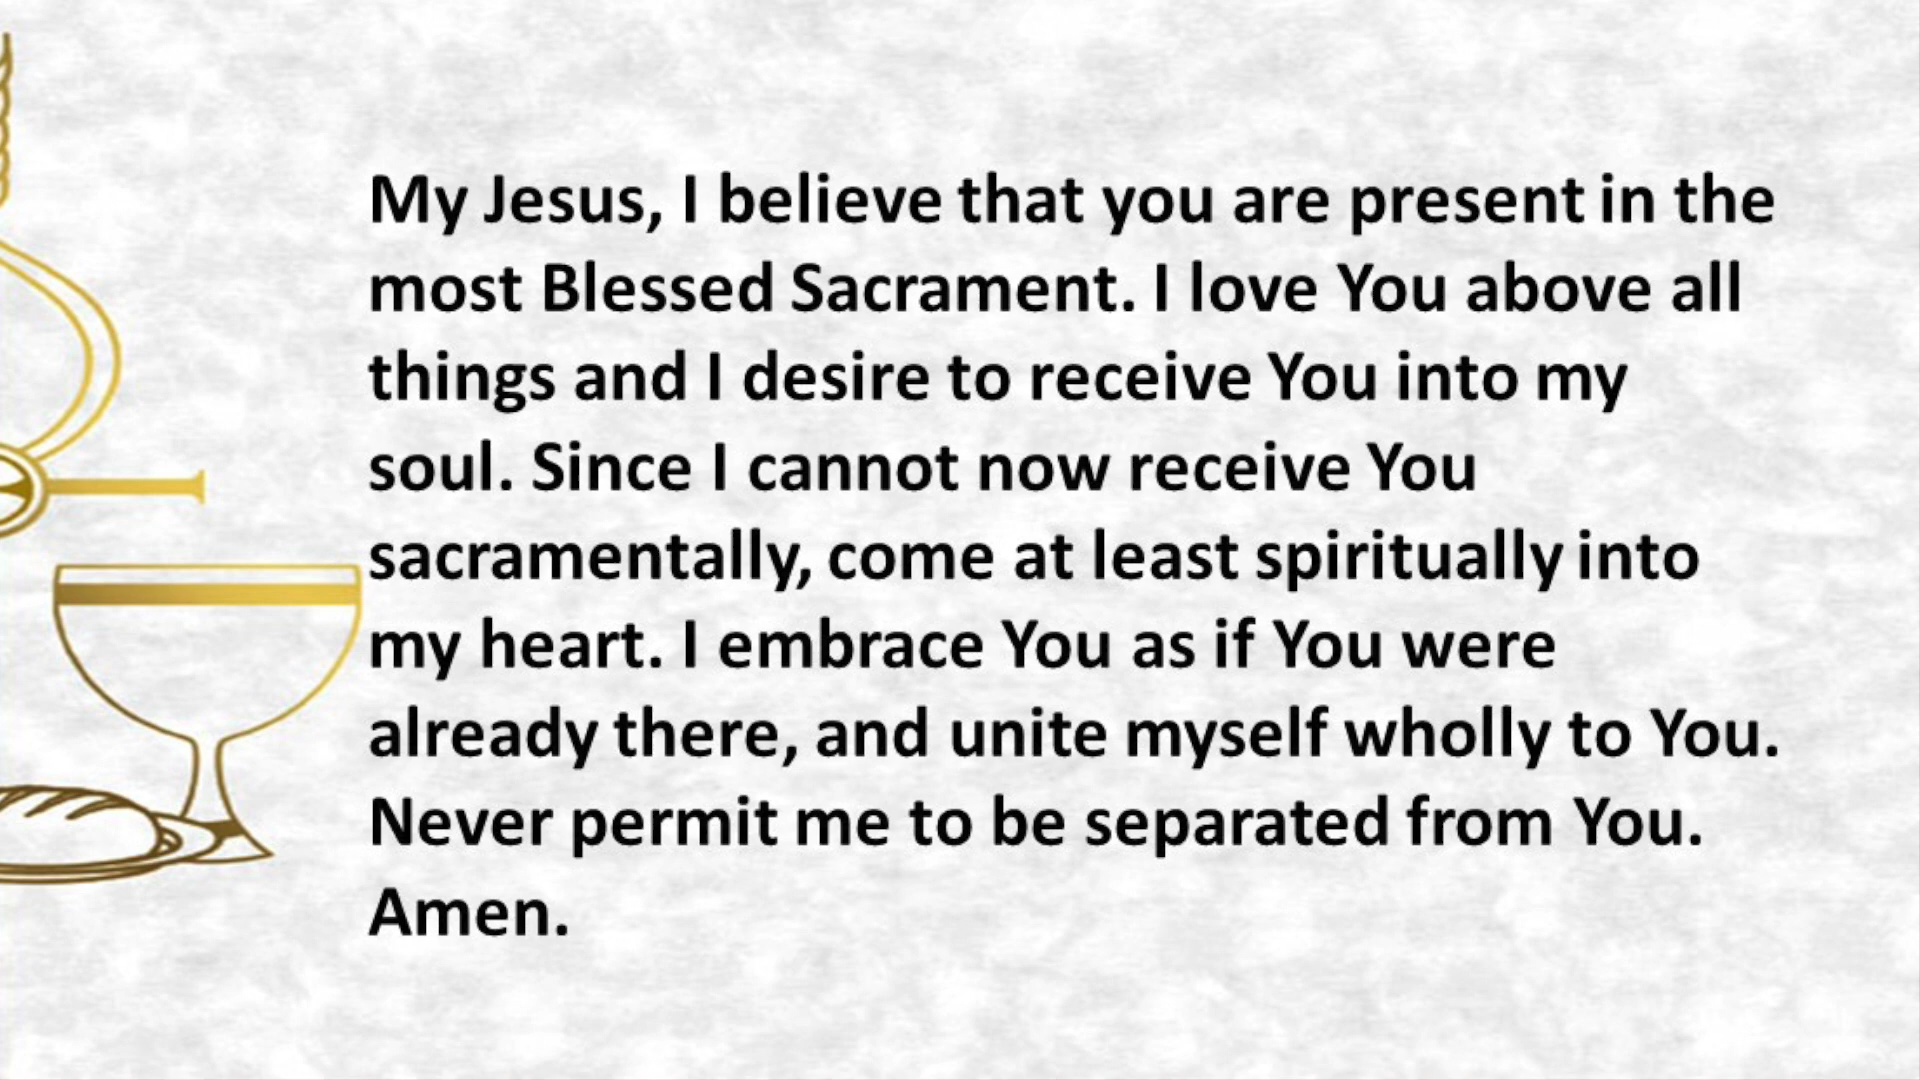 My Jesus, I believe that you are present in the
most Blessed Sacrament. I love You above all
things and I desire to receive You into my
soul. Since I cannot now receive You
sacramentally, come at least spiritually into
my heart. I embrace You as if You were
already there, and unite myself wholly to You.
Never permit me to be separated from You.
Amen.